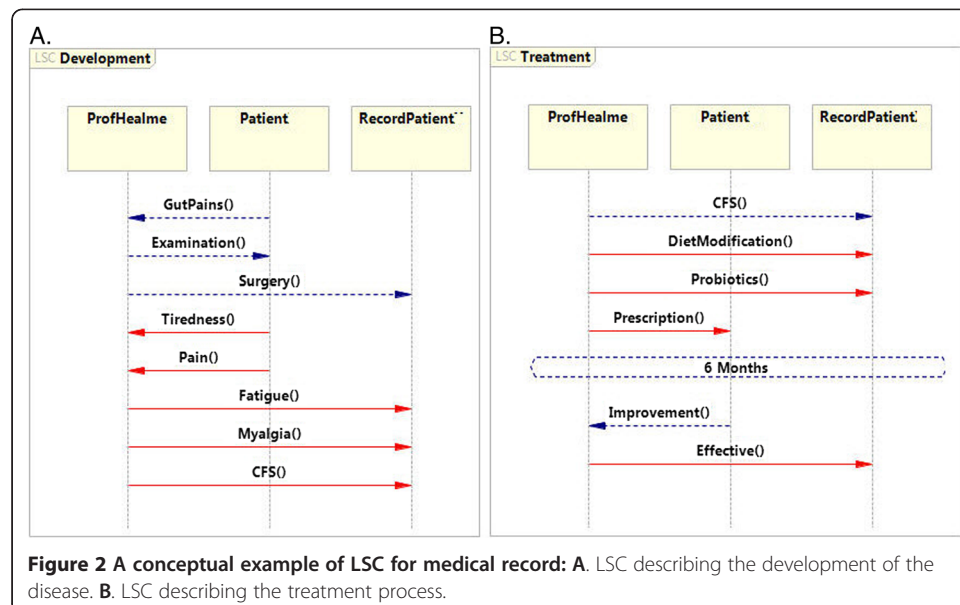 A.
LSC Development
ProfHealme Patient RecordPatient
GutPains()
Examination()
Surgery()
Tiredness()
Pain()
Fatigue()
Myalgia()
CFS()
B.
LSC Treatment
ProfHealme Patient RecordPatient
CFS()
DietModification()
Probiotics()
Prescription()
6 Months
Improvement()
Effective()
Figure 2 A conceptual example of LSC for medical record: A. LSC describing the development of the
disease. B. LSC describing the treatment process.